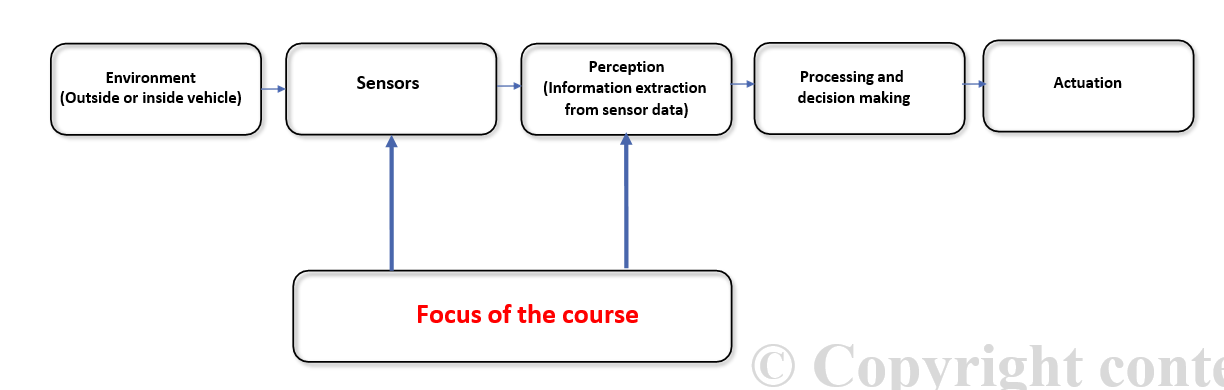 Environment
(Outside or inside vehicle)
Sensors
Perception
(Information extraction
from sensor data)
Processing and
decision making
Actuation
Focus of the course
© Copyright conte